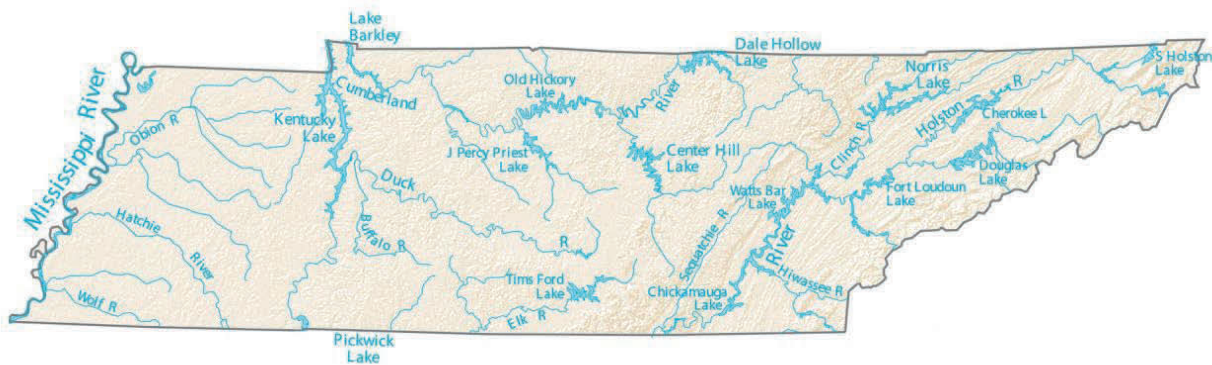 Lake
Barkley
Dale Hollow
Lake
Mississippi River
Obion R
Kentucky
Lake
Cumberland
River
Old Hickory
Lake
Norris
Lake
S Holston
Lake
Holston R
Cherokee L
Clinch R
J Percy Priest
Lake
Center Hill
Lake
Duck R
Buffalo R
Watts Bar
Lake
Fort Loudoun
Lake
Douglas
Lake
Hatchie River
Wolf R
Tims Ford
Lake
Elk R
Sequatchie R
River
Hiwassee R
Chickamauga
Lake
Pickwick
Lake